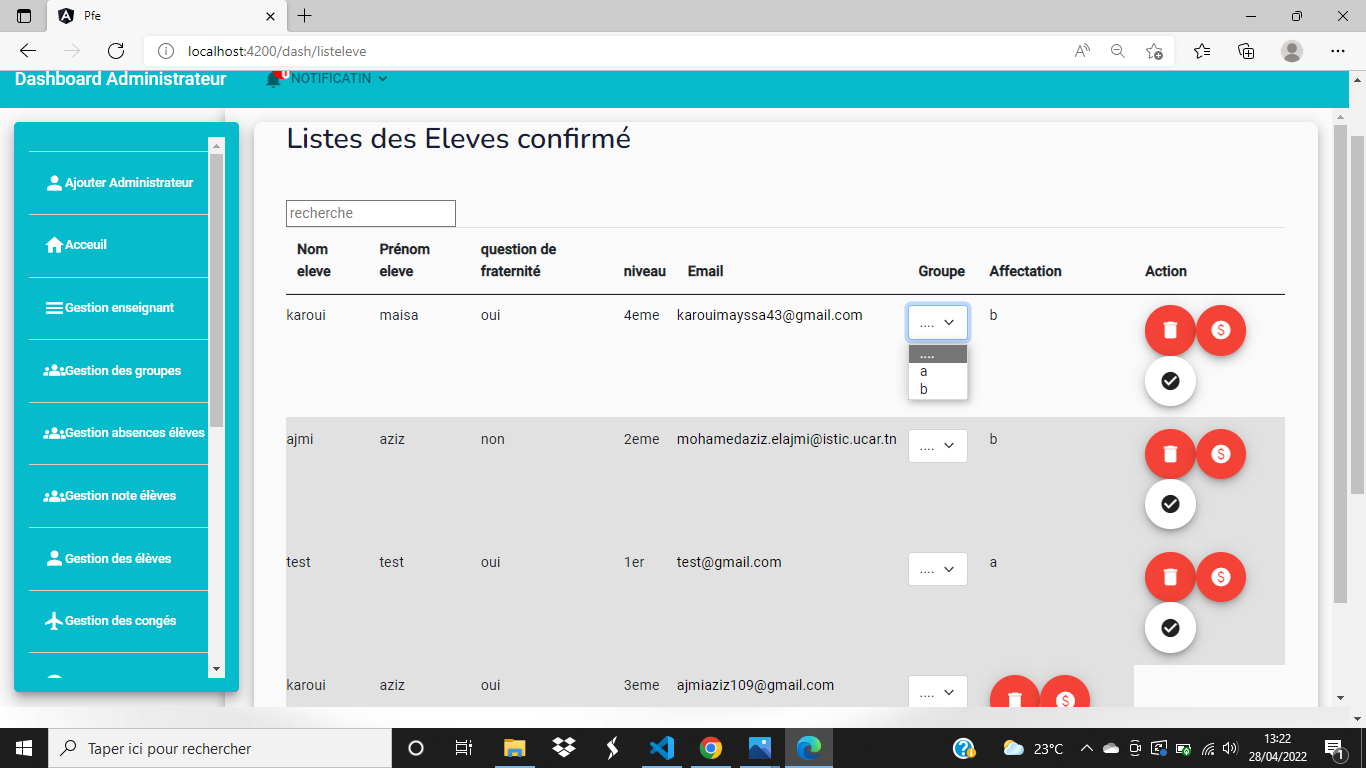 Pfe
localhost:4200/dash/listeleve
Dashboard Administrateur
0
NOTIFICATIN
Ajouter Administrateur
Acceuil
Gestion enseignant
Gestion des groupes
Gestion absences élèves
Gestion note élèves
Gestion des élèves
Gestion des congés
Listes des Eleves confirmé
recherche
Nom eleve Prénom eleve question de fraternité niveau Email Groupe Affectation Action
karoui maisa oui 4eme karouimayssa43@gmail.com .... b
....
a
b
ajmi aziz non 2eme mohamedaziz.elajmi@istic.ucar.tn .... b
test test oui 1er test@gmail.com .... a
karoui aziz oui 3eme ajmiaziz109@gmail.com ....
Taper ici pour rechercher
23°C
13:22
28/04/2022
1